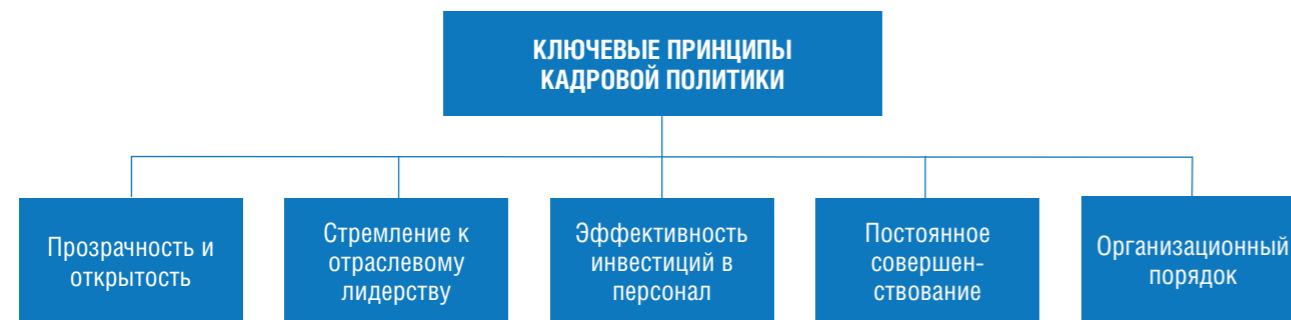 КЛЮЧЕВЫЕ ПРИНЦИПЫ
КАДРОВОЙ ПОЛИТИКИ
Прозрачность и
открытость
Стремление к
отраслевому
лидерству
Эффективность
инвестиций в
персонал
Постоянное
совершен-
ствование
Организационный
порядок